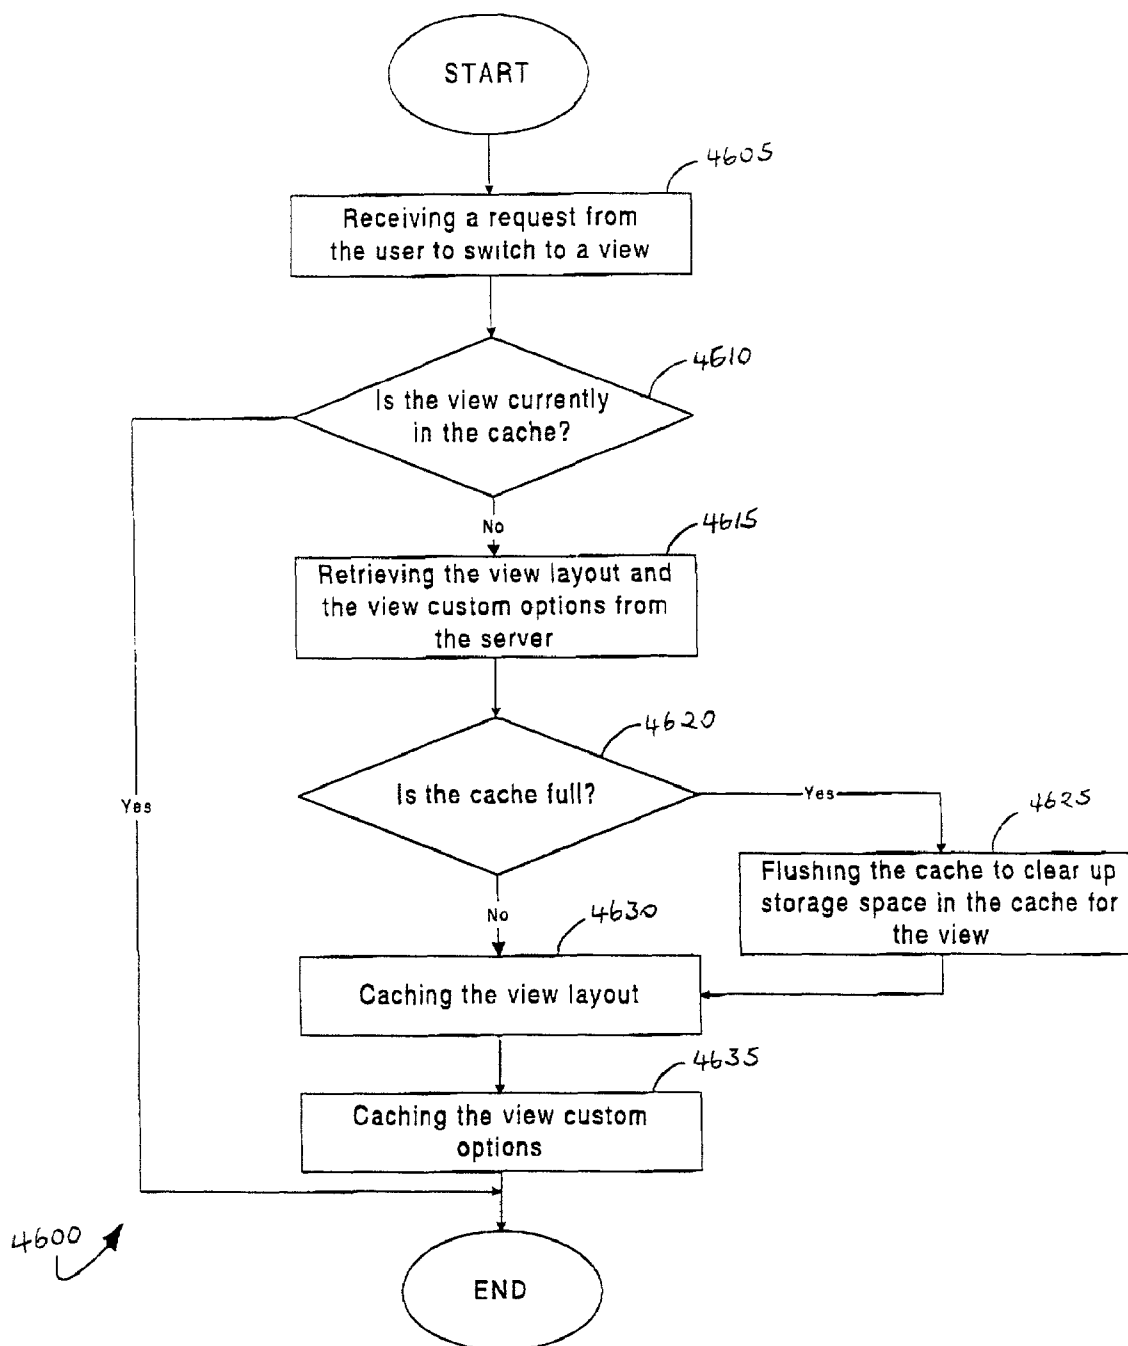 START
4605
Receiving a request from
the user to switch to a view
4610
Is the view currently
in the cache?
No
4615
Retrieving the view layout and
the view custom options from
the server
4620
Is the cache full?
Yes
Yes
4625
Flushing the cache to clear up
storage space in the cache for
the view
No
4630
Caching the view layout
4635
Caching the view custom
options
4600
END